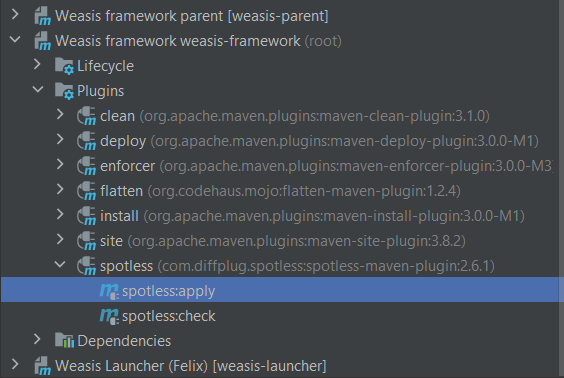 Weasis framework parent [weasis-parent]
Weasis framework weasis-framework (root)
Lifecycle
Plugins
clean (org.apache.maven.plugins:maven-clean-plugin:3.1.0)
deploy (org.apache.maven.plugins:maven-deploy-plugin:3.0.0-M1)
enforcer (org.apache.maven.plugins:maven-enforcer-plugin:3.0.0-M3
flatten (org.codehaus.mojo:flatten-maven-plugin:1.2.4)
install (org.apache.maven.plugins:maven-install-plugin:3.0.0-M1)
site (org.apache.maven.plugins:maven-site-plugin:3.8.2)
spotless (com.diffplug.spotless:spotless-maven-plugin:2.6.1)
spotless:apply
spotless:check
Dependencies
Weasis Launcher (Felix) [weasis-launcher]